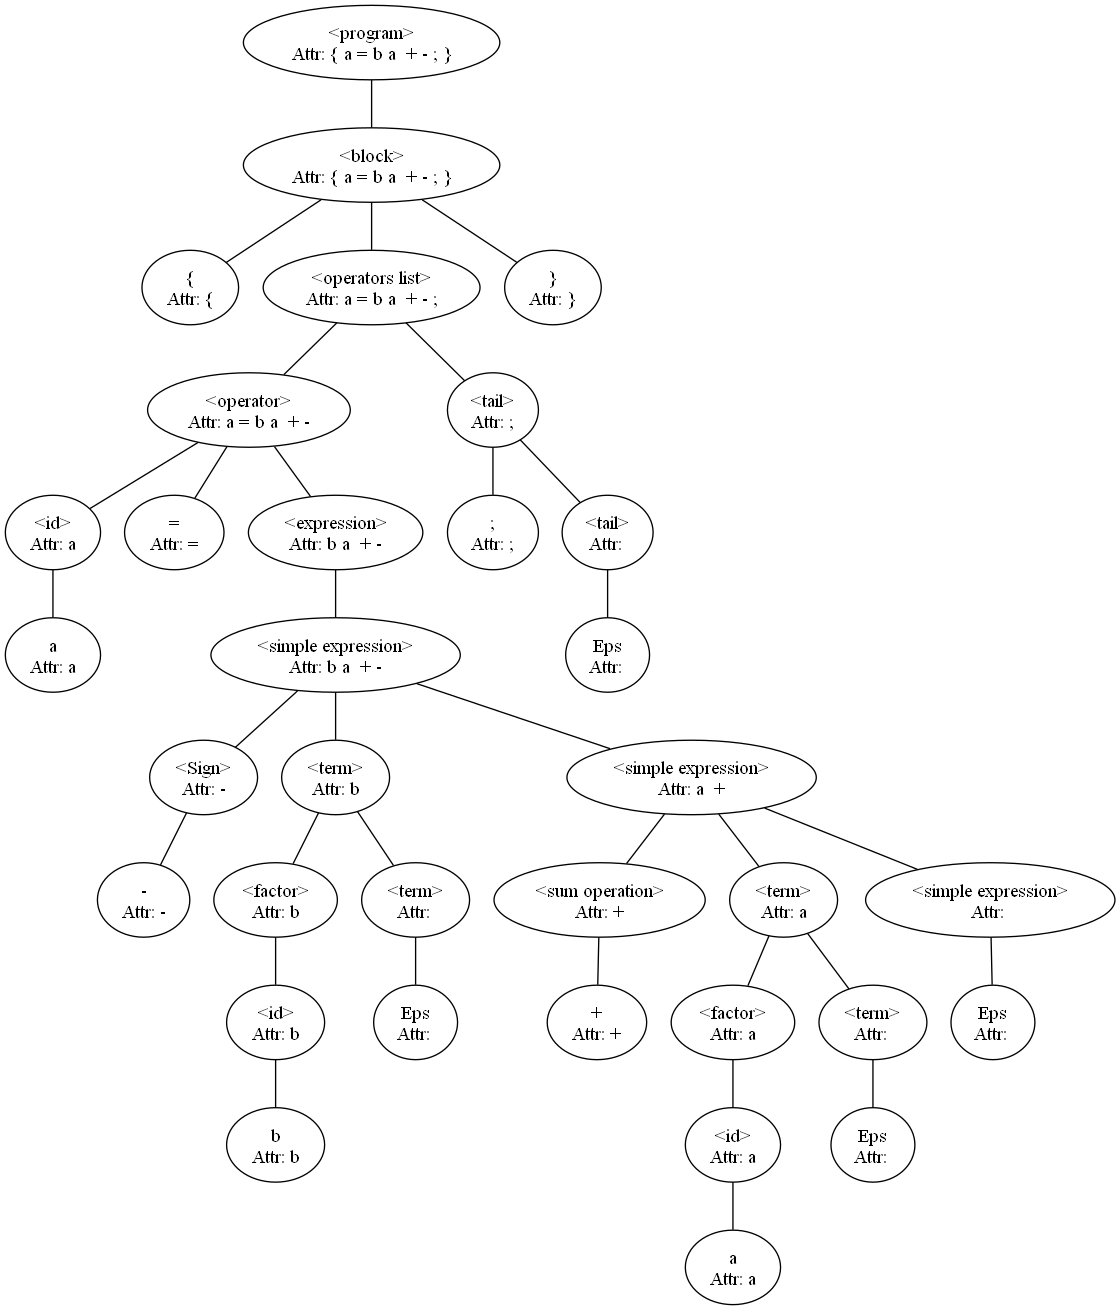 <program>
Attr: { a = b a  + - ; }
<block>
Attr: { a = b a  + - ; }
{
Attr: {
<operators list>
Attr: a = b a  + - ;
}
Attr: }
<operator>
Attr: a = b a  + -
<tail>
Attr: ;
<id>
Attr: a
=
Attr: =
<expression>
Attr: b a  + -
;
Attr: ;
<tail>
Attr:
a
Attr: a
<simple expression>
Attr: b a  + -
Eps
Attr:
<Sign>
Attr: -
<term>
Attr: b
<simple expression>
Attr: a  +
-
Attr: -
<factor>
Attr: b
<term>
Attr:
<sum operation>
Attr: +
<term>
Attr: a
<simple expression>
Attr:
<id>
Attr: b
Eps
Attr:
+
Attr: +
<factor>
Attr: a
<term>
Attr:
Eps
Attr:
b
Attr: b
<id>
Attr: a
Eps
Attr:
a
Attr: a